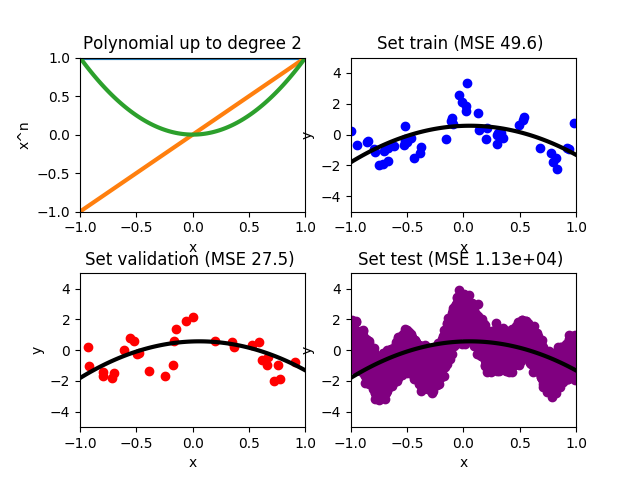 Polynomial up to degree 2
1.0
0.5
0.0
−0.5
−1.0
x^n
−1.0 −0.5 0.0 0.5 1.0
x
Set train (MSE 49.6)
4
2
0
−2
−4
y
−1.0 −0.5 0.0 0.5 1.0
x
Set validation (MSE 27.5)
4
2
0
−2
−4
y
−1.0 −0.5 0.0 0.5 1.0
x
Set test (MSE 1.13e+04)
4
2
0
−2
−4
y
−1.0 −0.5 0.0 0.5 1.0
x